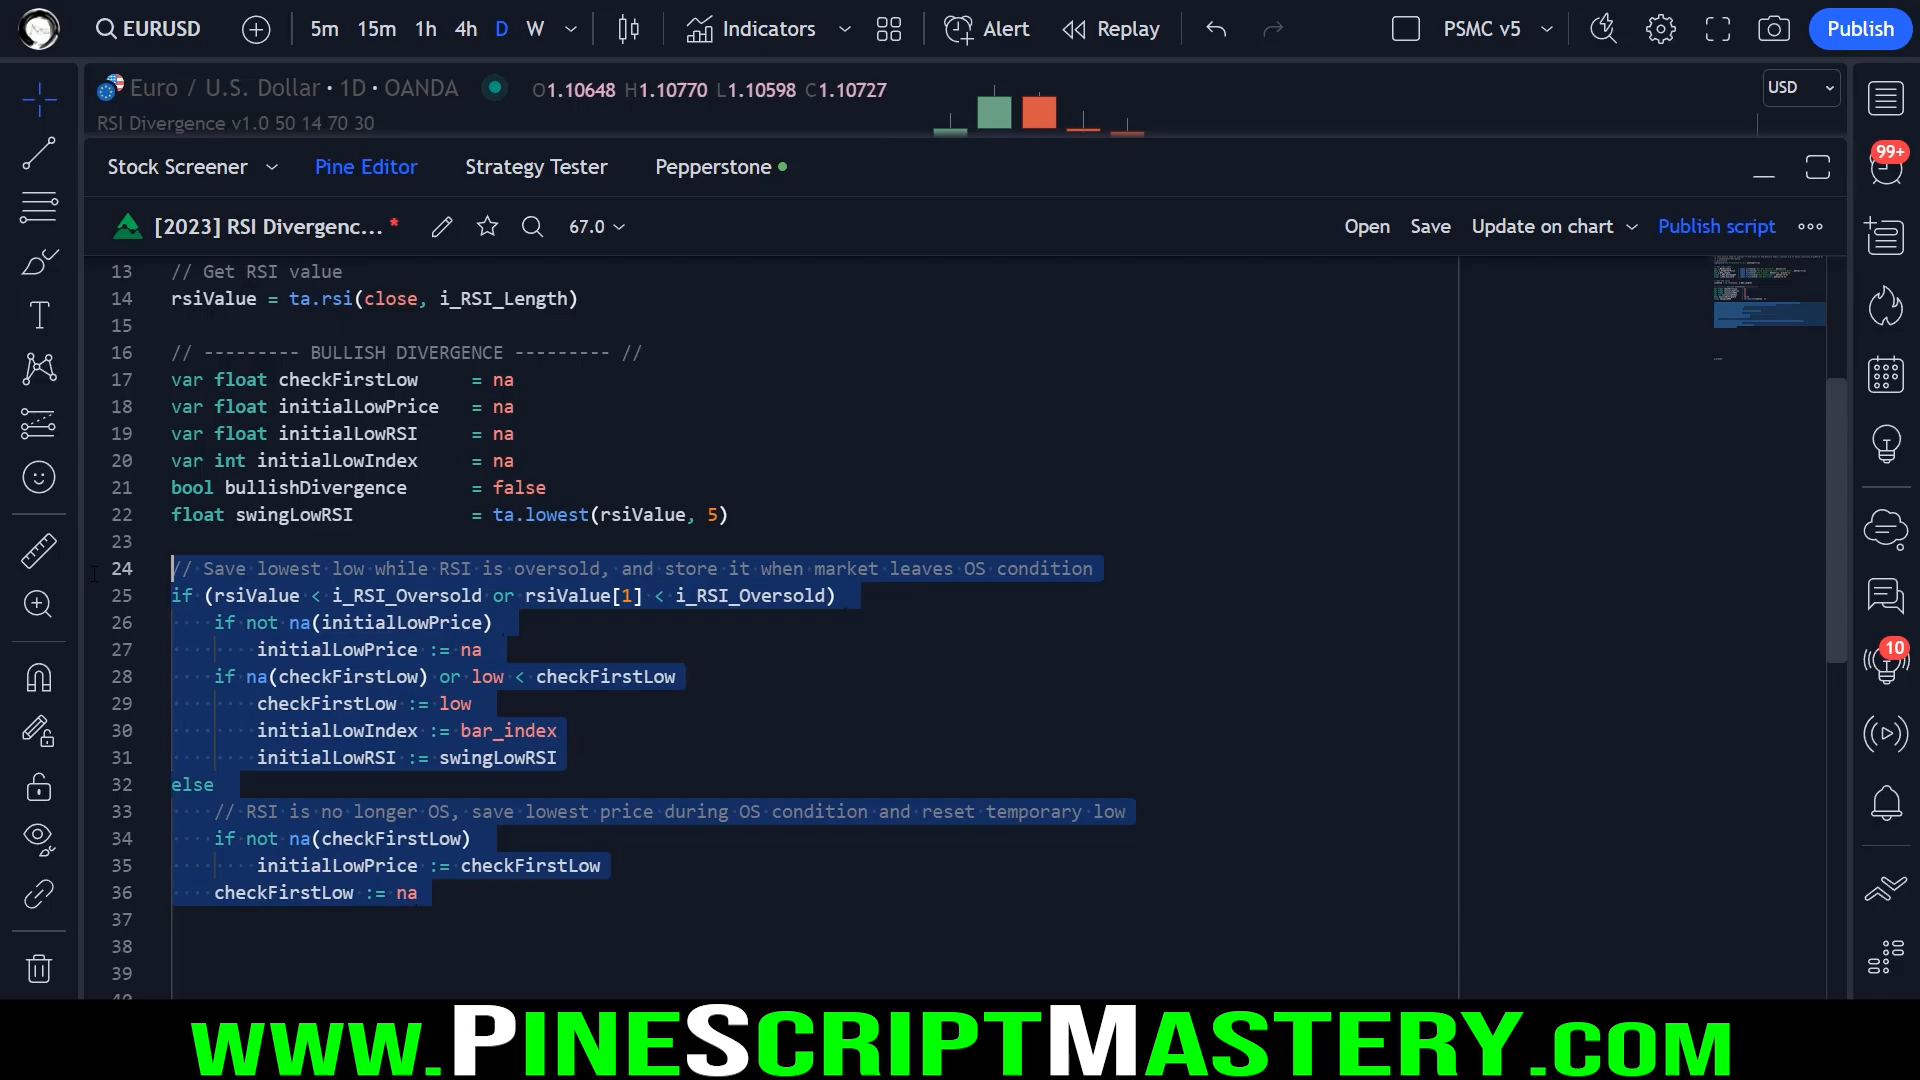 EURUSD 5m 15m 1h 4h D W Indicators Alert Replay PSMC v5 Publish
Euro / U.S. Dollar • 1D • OANDA O1.10648 H1.10770 L1.10598 C1.10727 USD
RSI Divergence v1.0 50 14 70 30
99+
Stock Screener Pine Editor Strategy Tester Pepperstone
[2023] RSI Divergenc... * 67.0 Open Save Update on chart Publish script
13 // Get RSI value
14 rsiValue = ta.rsi(close, i_RSI_Length)
15
16 // --------- BULLISH DIVERGENCE --------- //
17 var float checkFirstLow = na
18 var float initialLowPrice = na
19 var float initialLowRSI = na
20 var int initialLowIndex = na
21 bool bullishDivergence = false
22 float swingLowRSI = ta.lowest(rsiValue, 5)
23
24 // Save lowest low while RSI is oversold, and store it when market leaves OS condition
25 if (rsiValue < i_RSI_Oversold or rsiValue[1] < i_RSI_Oversold)
26 if not na(initialLowPrice)
27 initialLowPrice := na
28 if na(checkFirstLow) or low < checkFirstLow
29 checkFirstLow := low
30 initialLowIndex := bar_index
31 initialLowRSI := swingLowRSI
32 else
33 // RSI is no longer OS, save lowest price during OS condition and reset temporary low
34 if not na(checkFirstLow)
35 initialLowPrice := checkFirstLow
36 checkFirstLow := na
37
38
39
10
www.PineScriptMastery.com